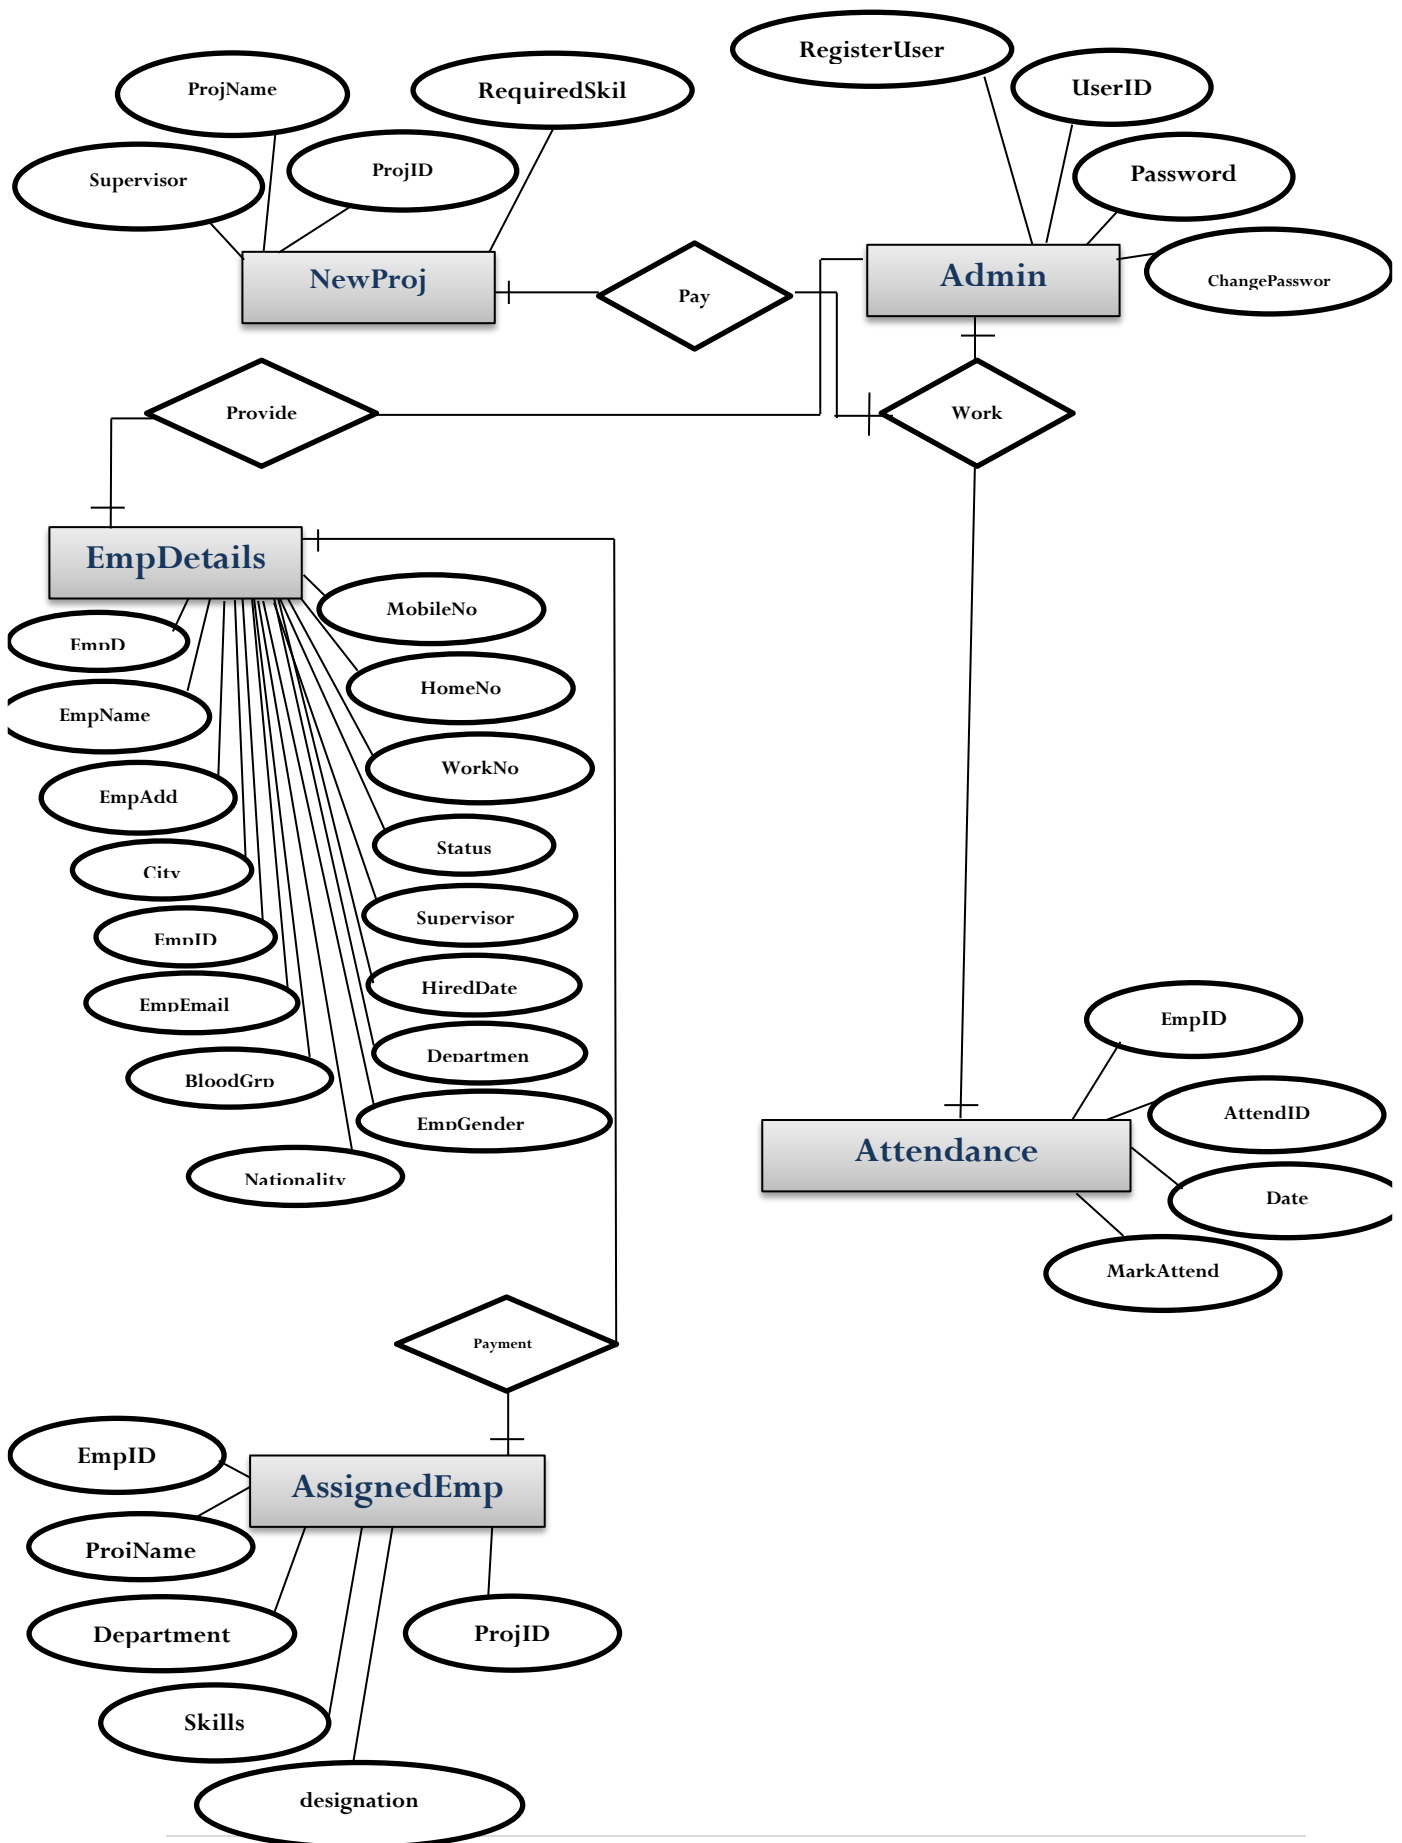 RegisterUser
UserID
ProjName
RequiredSkil
Password
Supervisor
ProjID
NewProj
Admin
ChangePasswor
Pay
Provide
Work
EmpDetails
MobileNo
EmpD
HomeNo
EmpName
WorkNo
EmpAdd
Status
City
Supervisor
EmpID
HiredDate
EmpEmail
Departmen
BloodGrp
EmpGender
Nationality
EmpID
AttendID
Attendance
Date
MarkAttend
Payment
EmpID
AssignedEmp
ProjName
Department
ProjID
Skills
designation